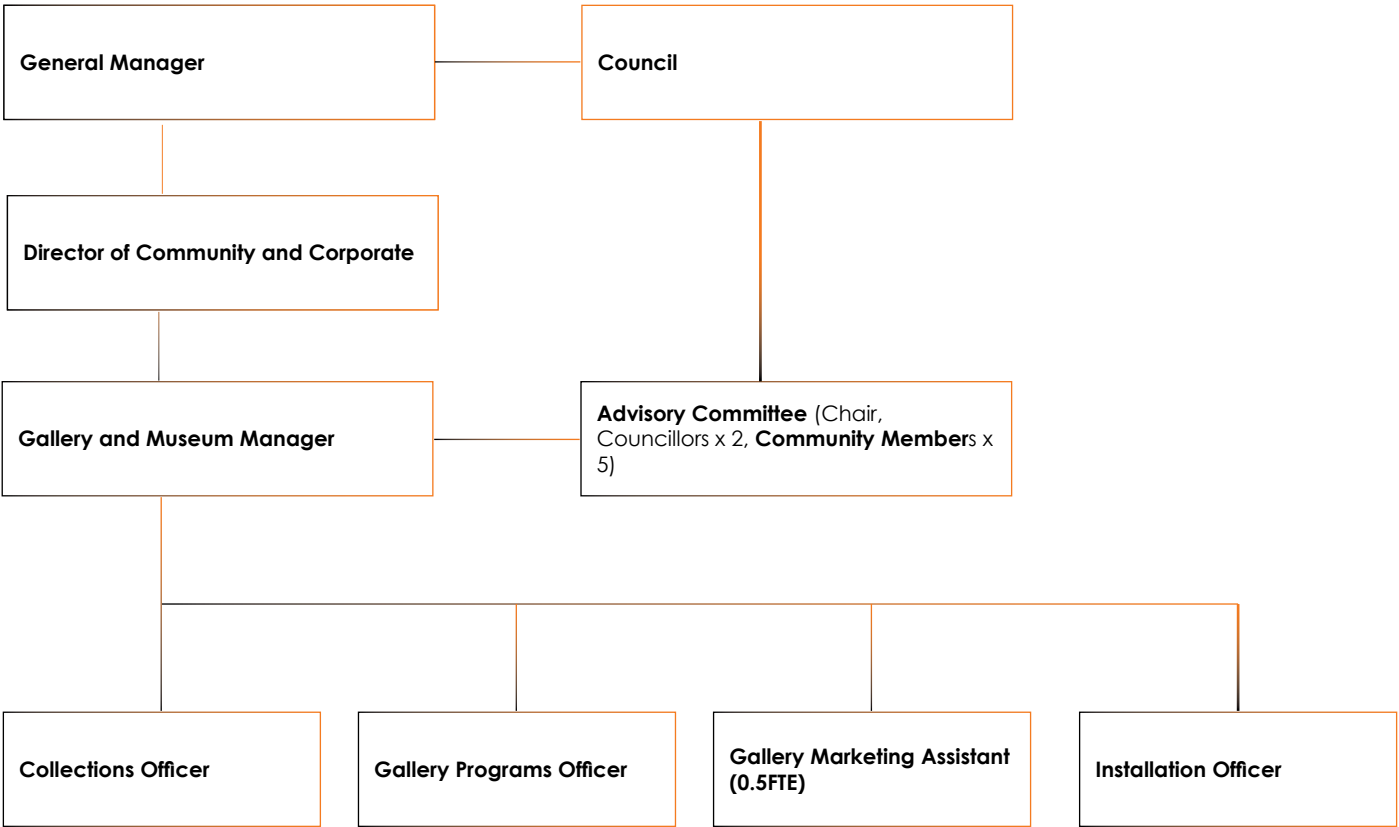 General Manager
Council
Director of Community and Corporate
Gallery and Museum Manager
Advisory Committee (Chair,
Councillors x 2, Community Members x
5)
Collections Officer
Gallery Programs Officer
Gallery Marketing Assistant
(0.5FTE)
Installation Officer